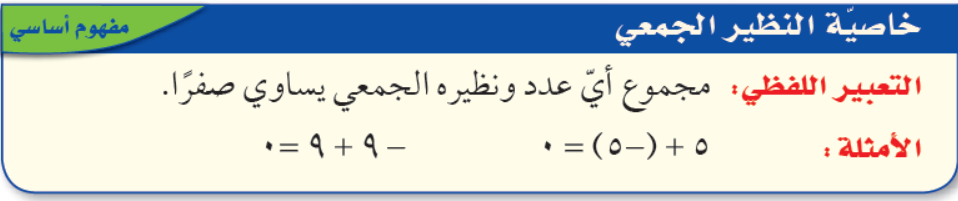 خاصيّة النظير الجمعي
مفهوم أساسي
التعبير اللفظي: مجموع أيّ عدد ونظيره الجمعي يساوي صفرًا.
الأمثلة: ٥ + (-٥) = ٠ - ٩ + ٩ = ٠